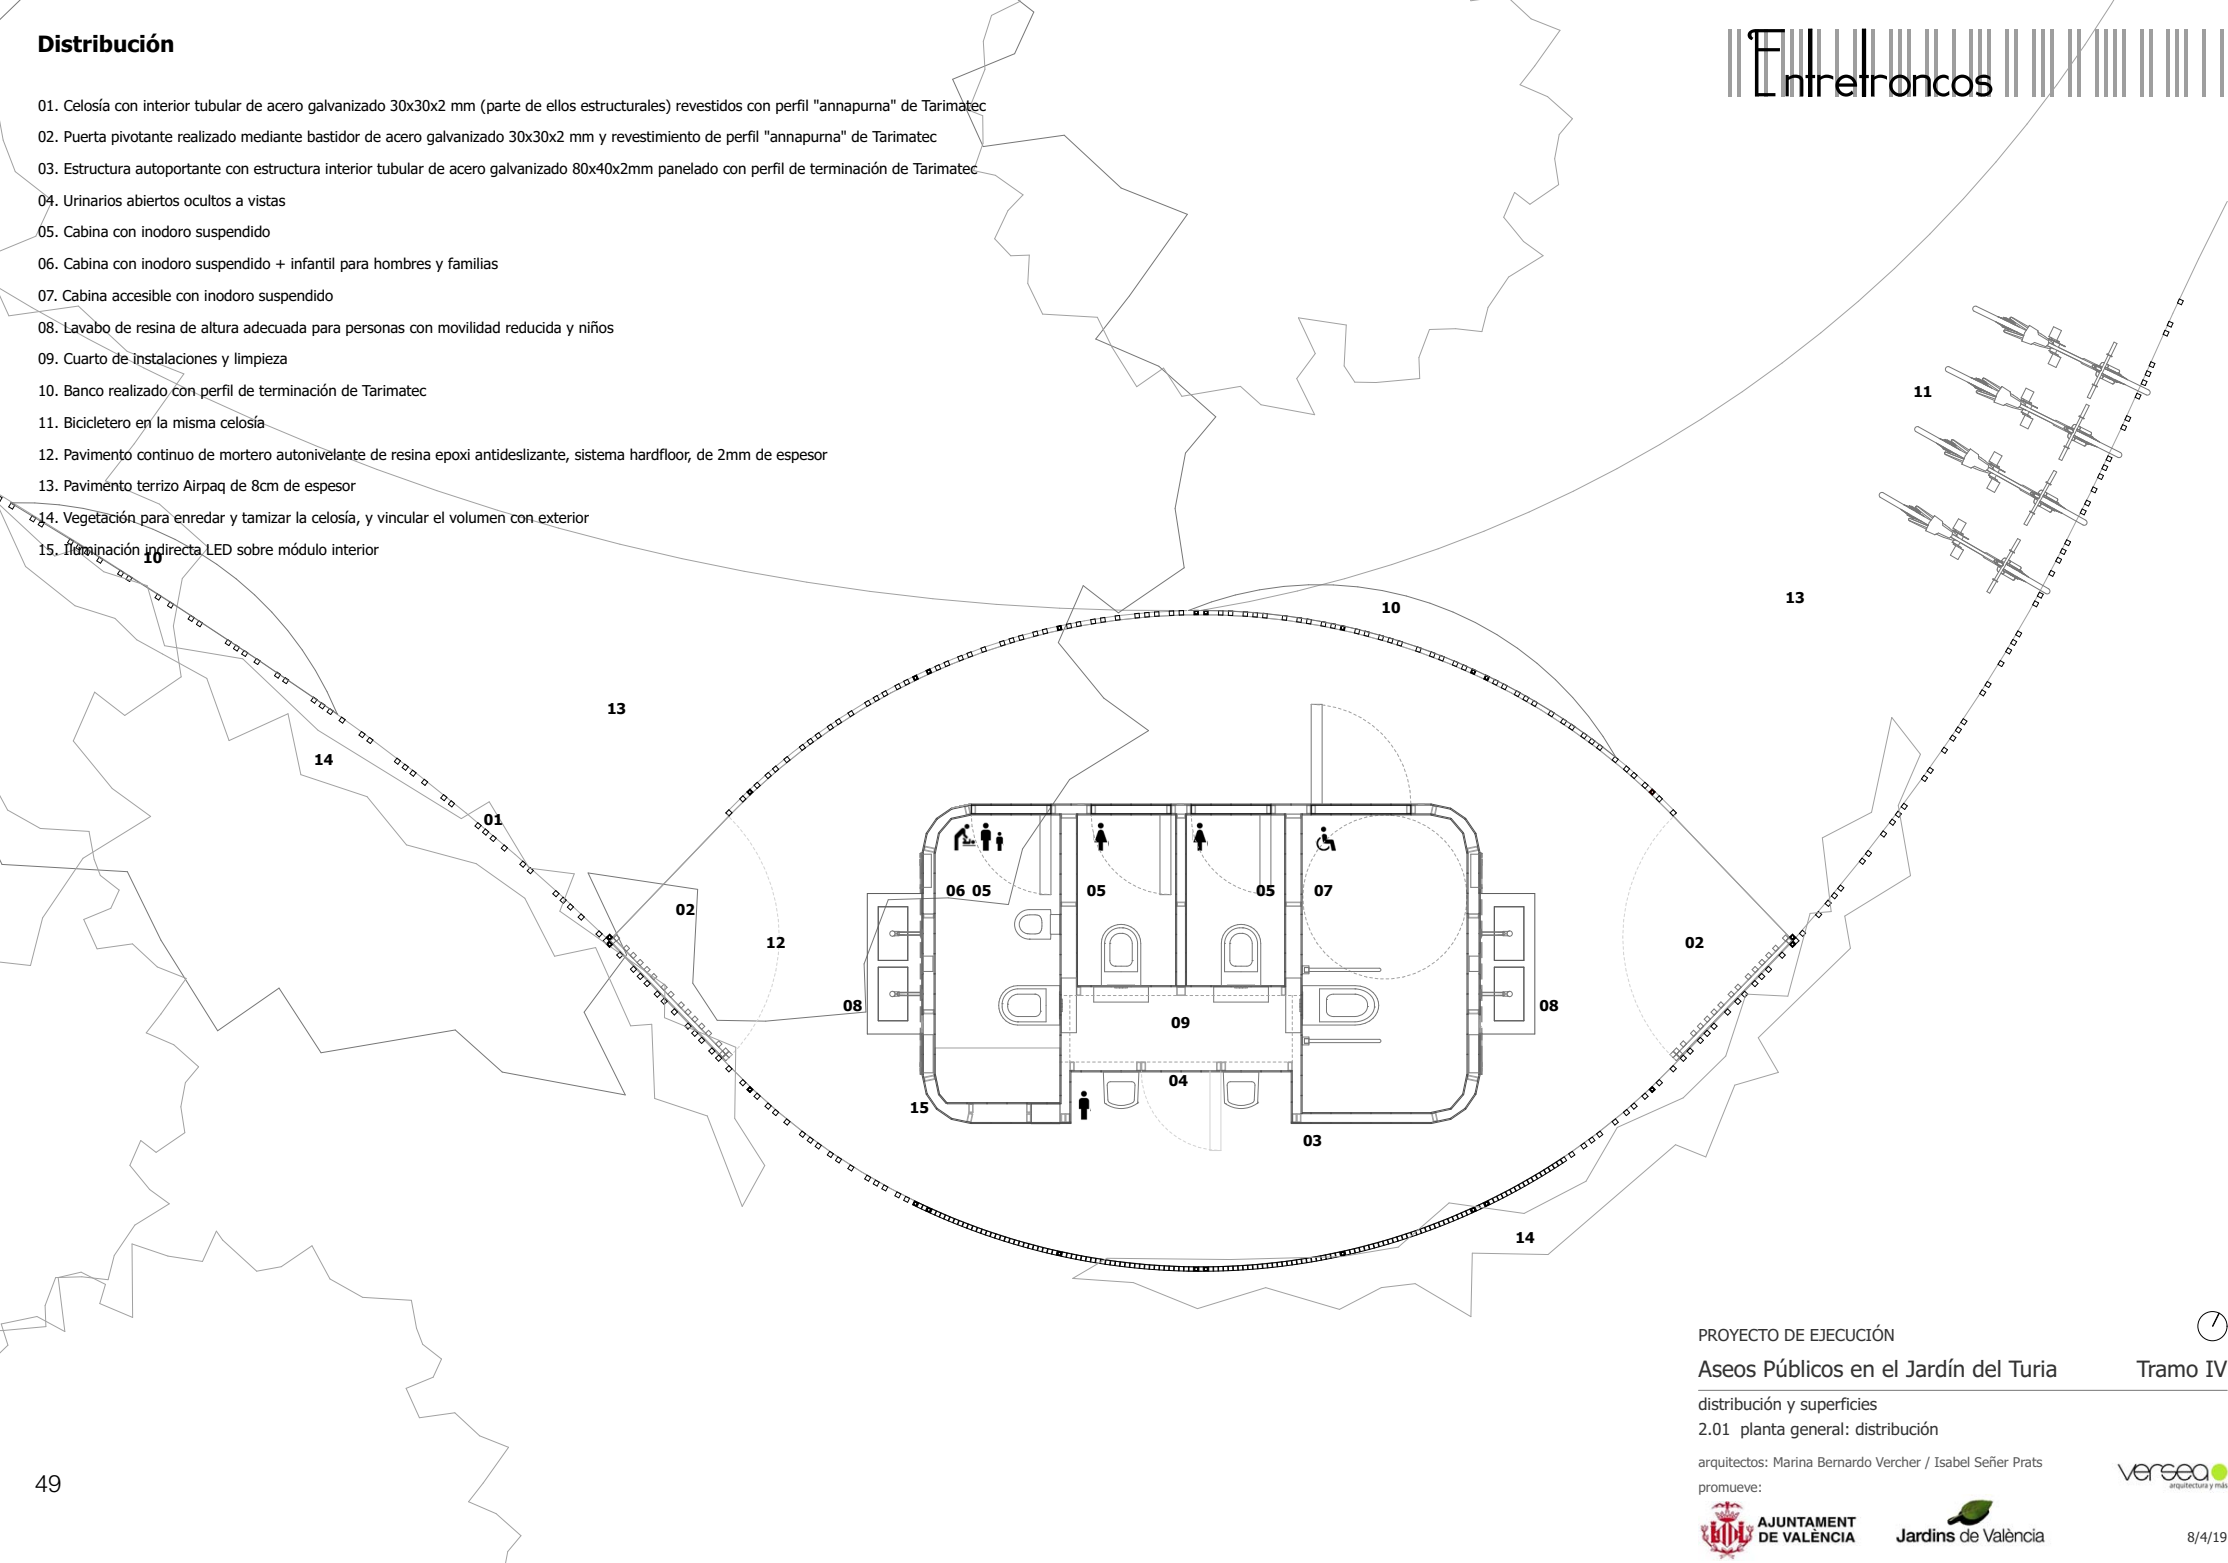 Distribución
Entretroncos
01. Celosía con interior tubular de acero galvanizado 30x30x2 mm (parte de ellos estructurales) revestidos con perfil "annapurna" de Tarimatec
02. Puerta pivotante realizado mediante bastidor de acero galvanizado 30x30x2 mm y revestimiento de perfil "annapurna" de Tarimatec
03. Estructura autoportante con estructura interior tubular de acero galvanizado 80x40x2mm panelado con perfil de terminación de Tarimatec
04. Urinarios abiertos ocultos a vistas
05. Cabina con inodoro suspendido
06. Cabina con inodoro suspendido + infantil para hombres y familias
07. Cabina accesible con inodoro suspendido
08. Lavabo de resina de altura adecuada para personas con movilidad reducida y niños
09. Cuarto de instalaciones y limpieza
10. Banco realizado con perfil de terminación de Tarimatec
11. Bicicletero en la misma celosía
12. Pavimento continuo de mortero autonivelante de resina epoxi antideslizante, sistema hardfloor, de 2mm de espesor
13. Pavimento terrizo Airpaq de 8cm de espesor
14. Vegetación para enredar y tamizar la celosía, y vincular el volumen con exterior
15. Iluminación indirecta LED sobre módulo interior
11
10
10
13
13
14
01
06 05
05
05
07
02
12
02
08
08
09
04
15
03
14
PROYECTO DE EJECUCIÓN
Aseos Públicos en el Jardín del Turia Tramo IV
distribución y superficies
2.01 planta general: distribución
arquitectos: Marina Bernardo Vercher / Isabel Señer Prats
versea
arquitectura y más
promueve:
AJUNTAMENT
DE VALÈNCIA
Jardins de València
8/4/19
49